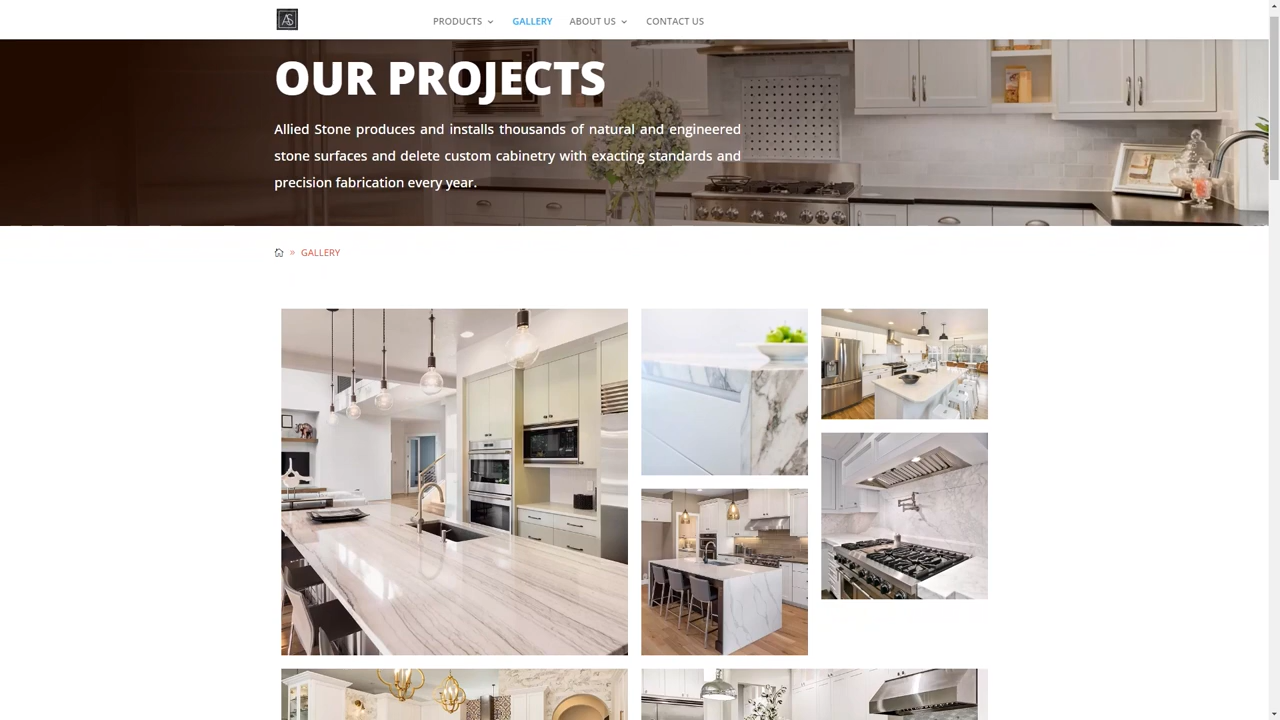 AS
PRODUCTS
GALLERY
ABOUT US
CONTACT US
OUR PROJECTS
Allied Stone produces and installs thousands of natural and engineered
stone surfaces and delete custom cabinetry with exacting standards and
precision fabrication every year.
» GALLERY